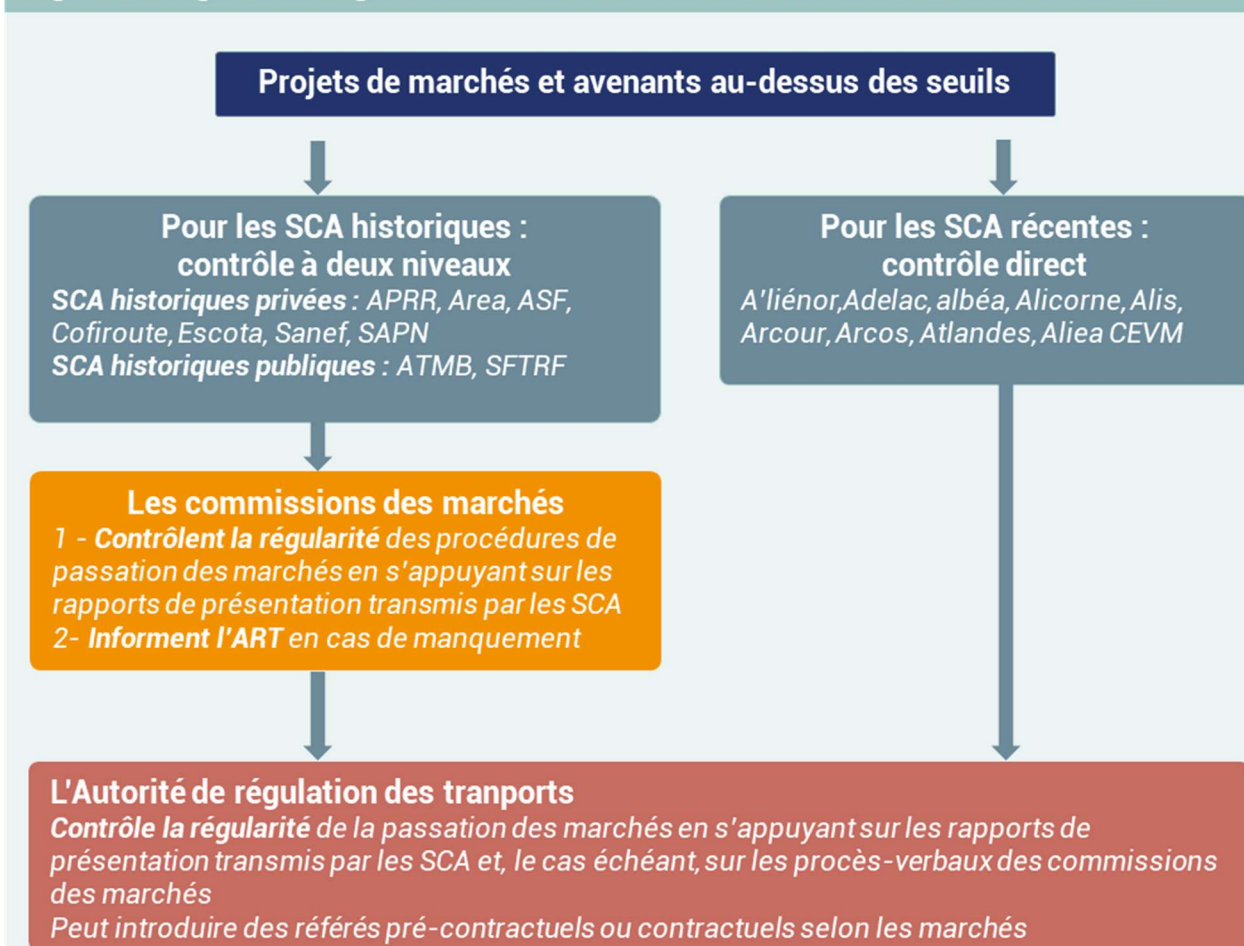 Projets de marchés et avenants au-dessus des seuils
Pour les SCA historiques :
contrôle à deux niveaux
SCA historiques privées : APRR, Area, ASF,
Cofiroute, Escota, Sanef, SAPN
SCA historiques publiques : ATMB, SFTRF
Pour les SCA récentes :
contrôle direct
A'liénor,Adelac, albéa, Alicorne, Alis,
Arcour, Arcos, Atlandes, Aliea CEVM
Les commissions des marchés
1 - Contrôlent la régularité des procédures de
passation des marchés en s'appuyant sur les
rapports de présentation transmis par les SCA
2- Informent l'ART en cas de manquement
L'Autorité de régulation des tranports
Contrôle la régularité de la passation des marchés en s'appuyant sur les rapports de
présentation transmis par les SCA et, le cas échéant, sur les procès-verbaux des commissions
des marchés
Peut introduire des référés pré-contractuels ou contractuels selon les marchés